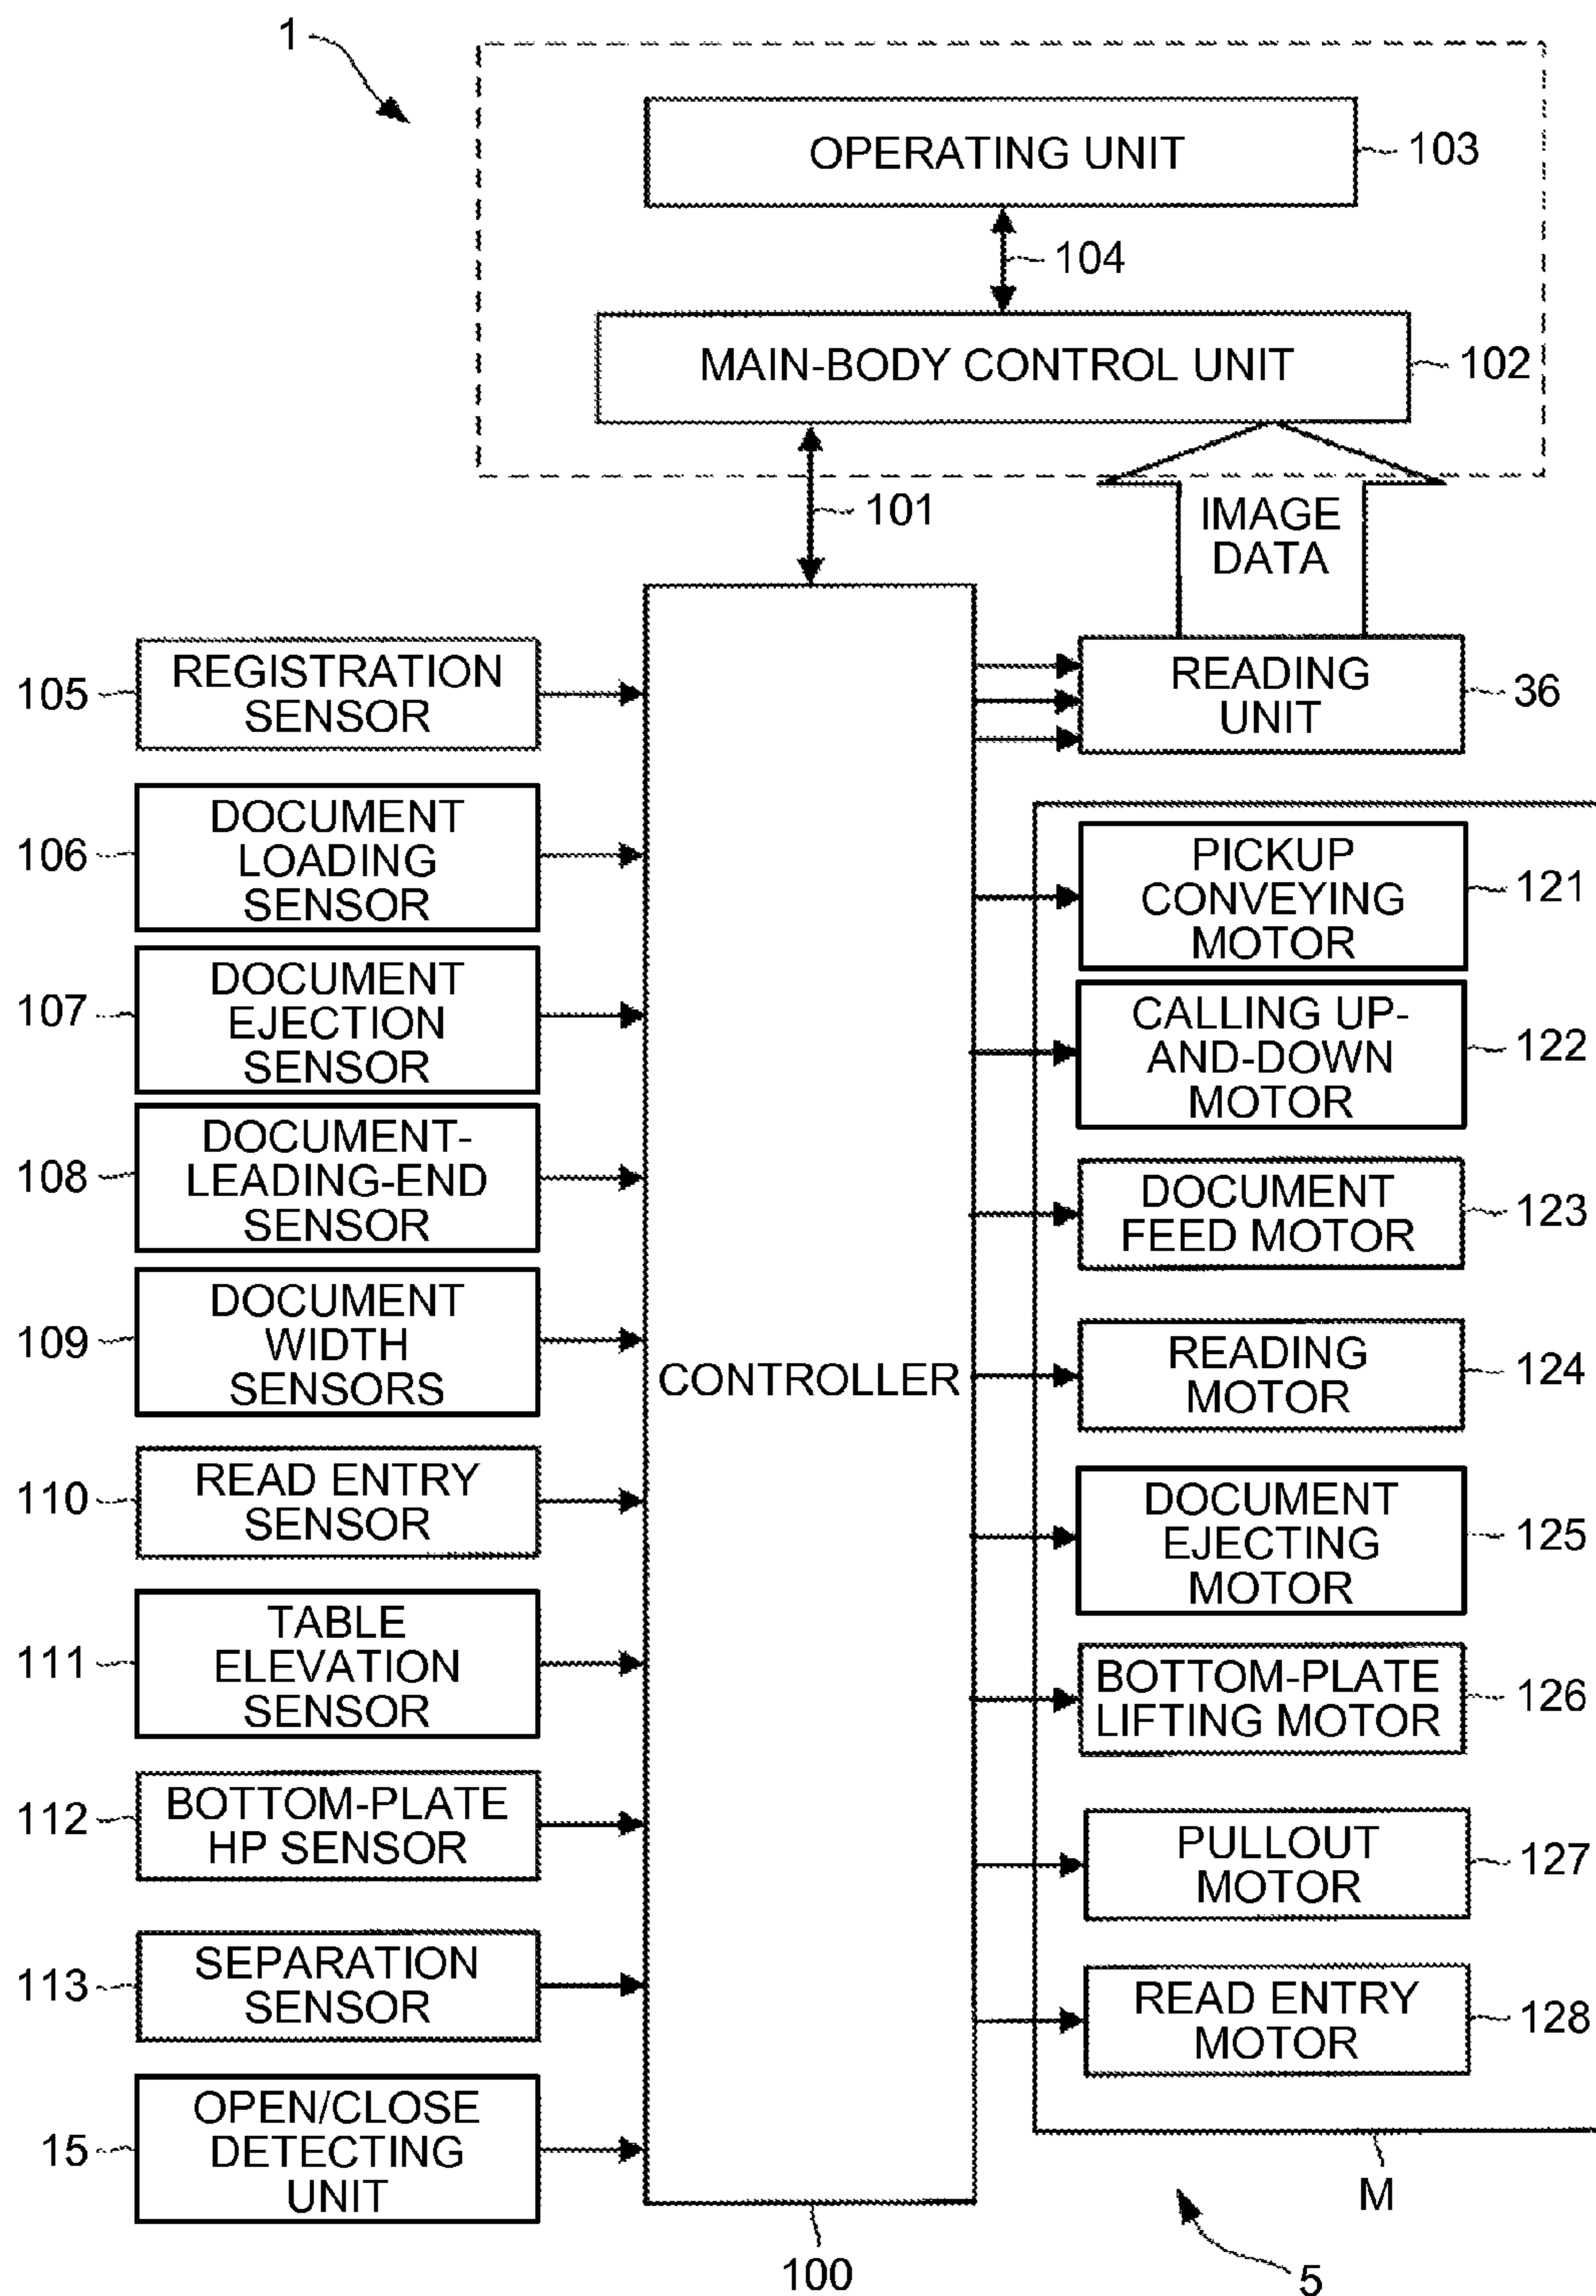 1
OPERATING UNIT
103
104
MAIN-BODY CONTROL UNIT
102
101
IMAGE
DATA
105
REGISTRATION
SENSOR
READING
UNIT
36
106
DOCUMENT
LOADING
SENSOR
PICKUP
CONVEYING
MOTOR
121
107
DOCUMENT
EJECTION
SENSOR
CALLING UP-
AND-DOWN
MOTOR
122
108
DOCUMENT-
LEADING-END
SENSOR
DOCUMENT
FEED MOTOR
123
109
DOCUMENT
WIDTH
SENSORS
CONTROLLER
READING
MOTOR
124
110
READ ENTRY
SENSOR
DOCUMENT
EJECTING
MOTOR
125
111
TABLE
ELEVATION
SENSOR
BOTTOM-PLATE
LIFTING MOTOR
126
112
BOTTOM-PLATE
HP SENSOR
PULLOUT
MOTOR
127
113
SEPARATION
SENSOR
READ ENTRY
MOTOR
128
15
OPEN/CLOSE
DETECTING
UNIT
M
100
5